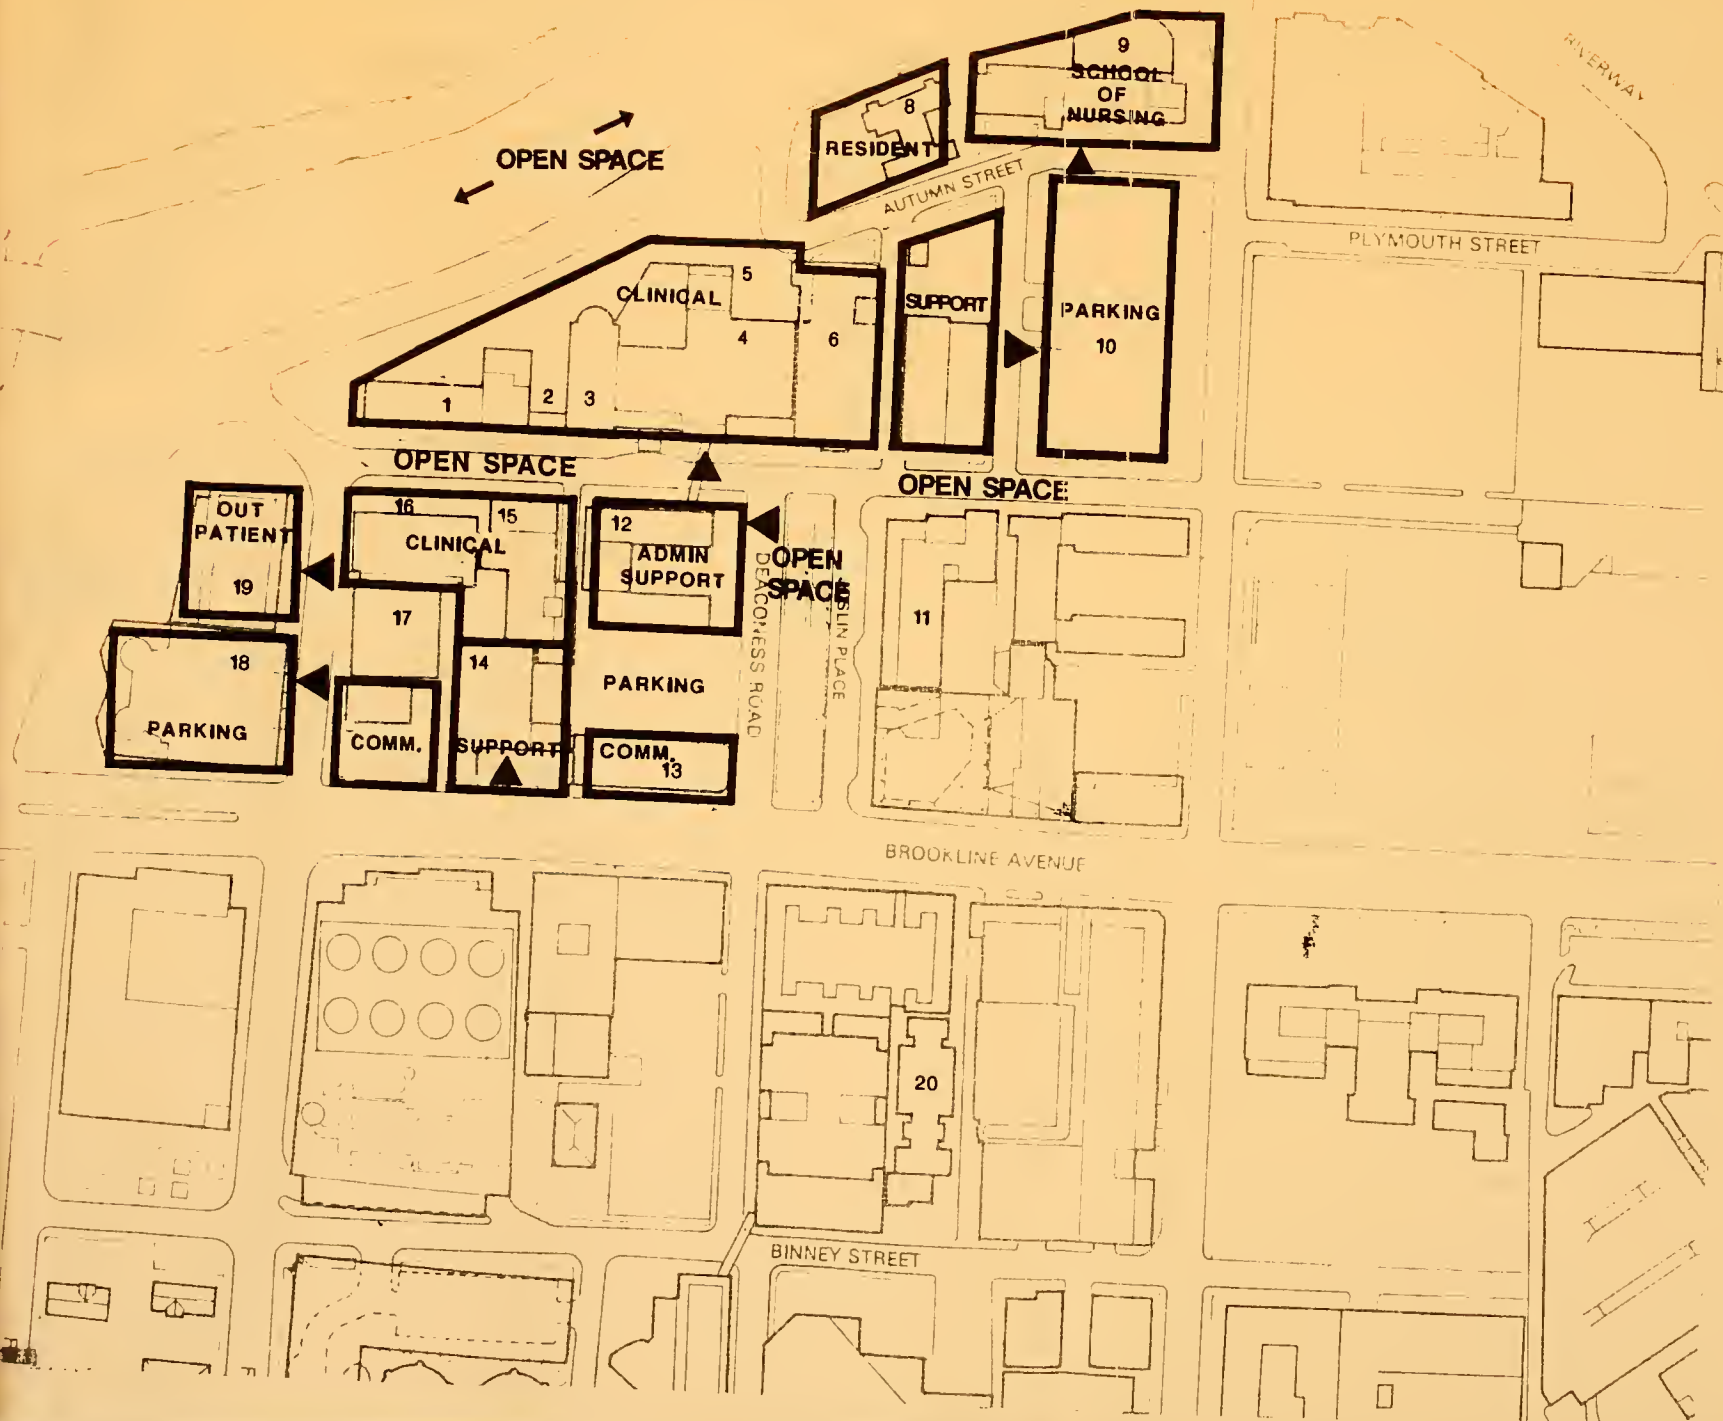 9
SCHOOL
OF
NURSING
RIVERWAY
8
RESIDENT
OPEN SPACE
AUTUMN STREET
PLYMOUTH STREET
5
CLINICAL
SUPPORT
PARKING
10
4
6
1
2
3
OPEN SPACE
OPEN SPACE
OUT
PATIENT
19
16
15
CLINICAL
12
ADMIN
SUPPORT
OPEN
SPACE
DEACONESS ROAD
SLIN PLACE
11
17
18
PARKING
14
SUPPORT
PARKING
COMM.
COMM.
13
BROOKLINE AVENUE
20
BINNEY STREET